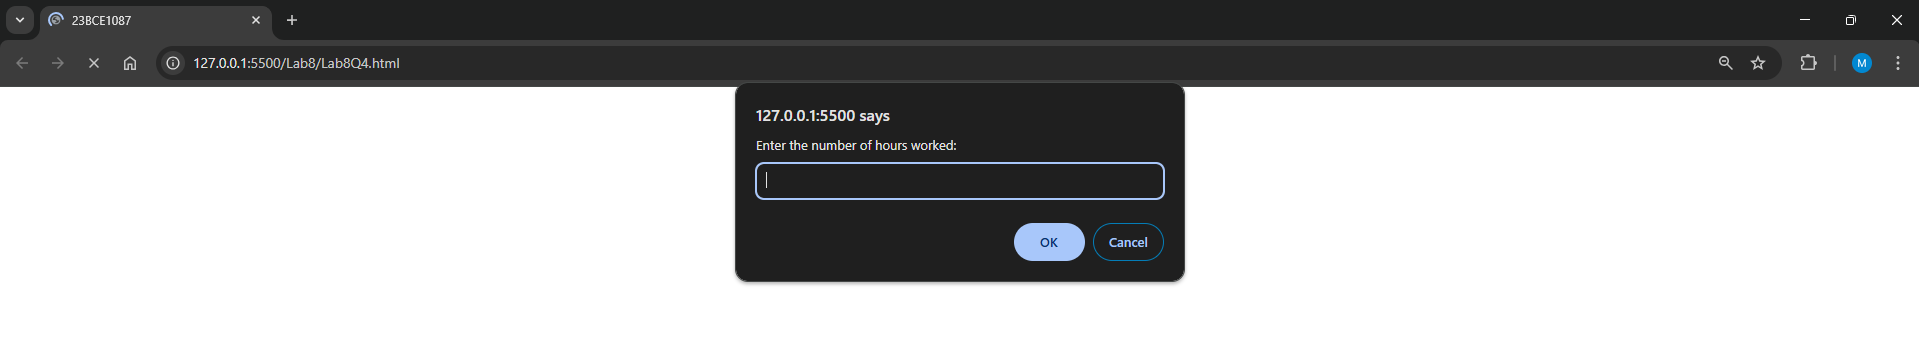 23BCE1087
127.0.0.1:5500/Lab8/Lab8Q4.html
M
127.0.0.1:5500 says
Enter the number of hours worked:
OK Cancel